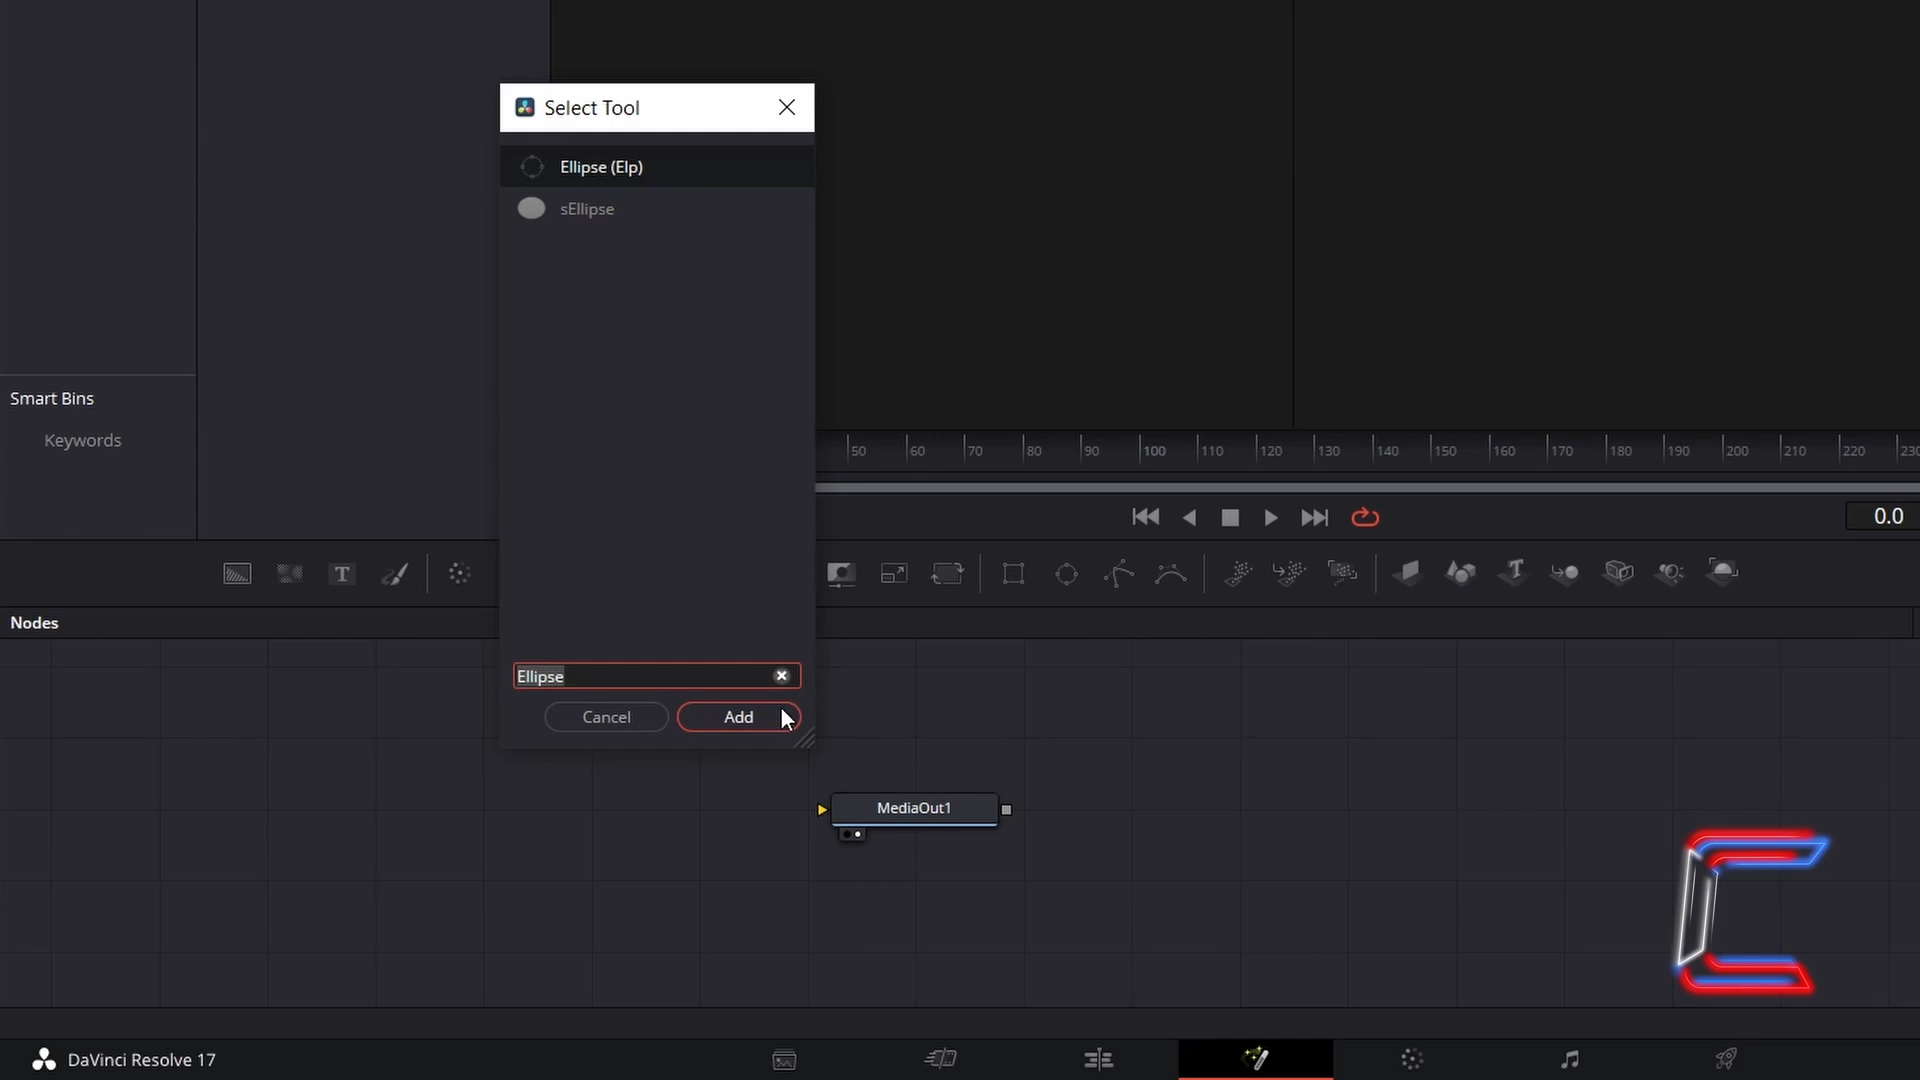 Select Tool
Ellipse (Elp)
sEllipse
Smart Bins
Keywords
50 60 70 80 90 100 110 120 130 140 150 160 170 180 190 200 210 220 230
0.0
T
Nodes
Ellipse
Cancel Add
MediaOut1
DaVinci Resolve 17